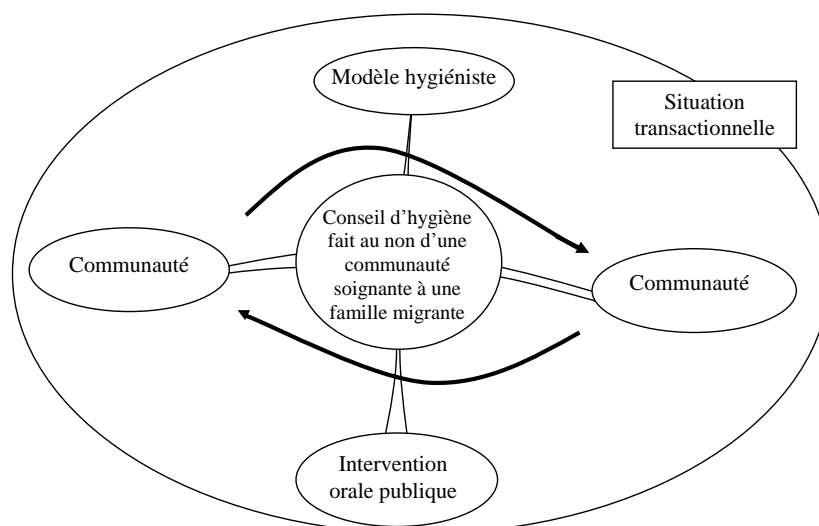 Modèle hygiéniste
Situation
transactionnelle
Conseil d’hygiène
fait au non d’une
communauté
soignante à une
famille migrante
Communauté
Communauté
Intervention
orale publique